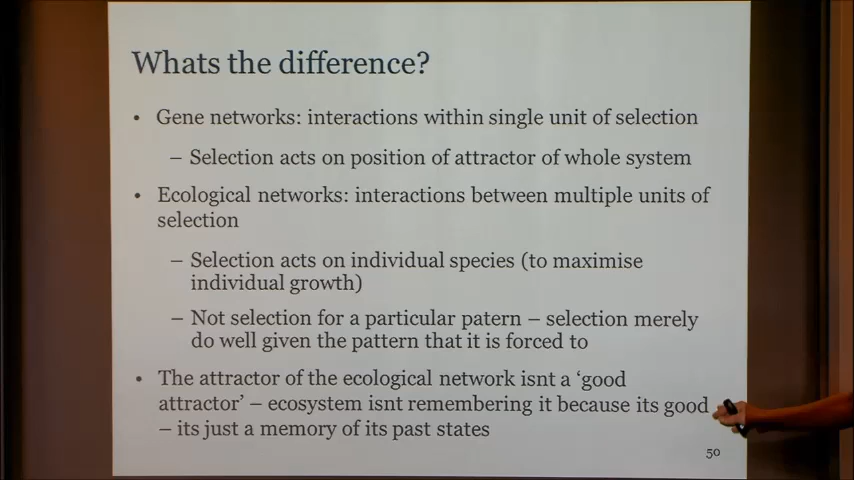 Whats the difference?
• Gene networks: interactions within single unit of selection
– Selection acts on position of attractor of whole system
• Ecological networks: interactions between multiple units of
selection
– Selection acts on individual species (to maximise
individual growth)
– Not selection for a particular patern – selection merely
do well given the pattern that it is forced to
• The attractor of the ecological network isnt a ‘good
attractor’ – ecosystem isnt remembering it because its good
– its just a memory of its past states
50